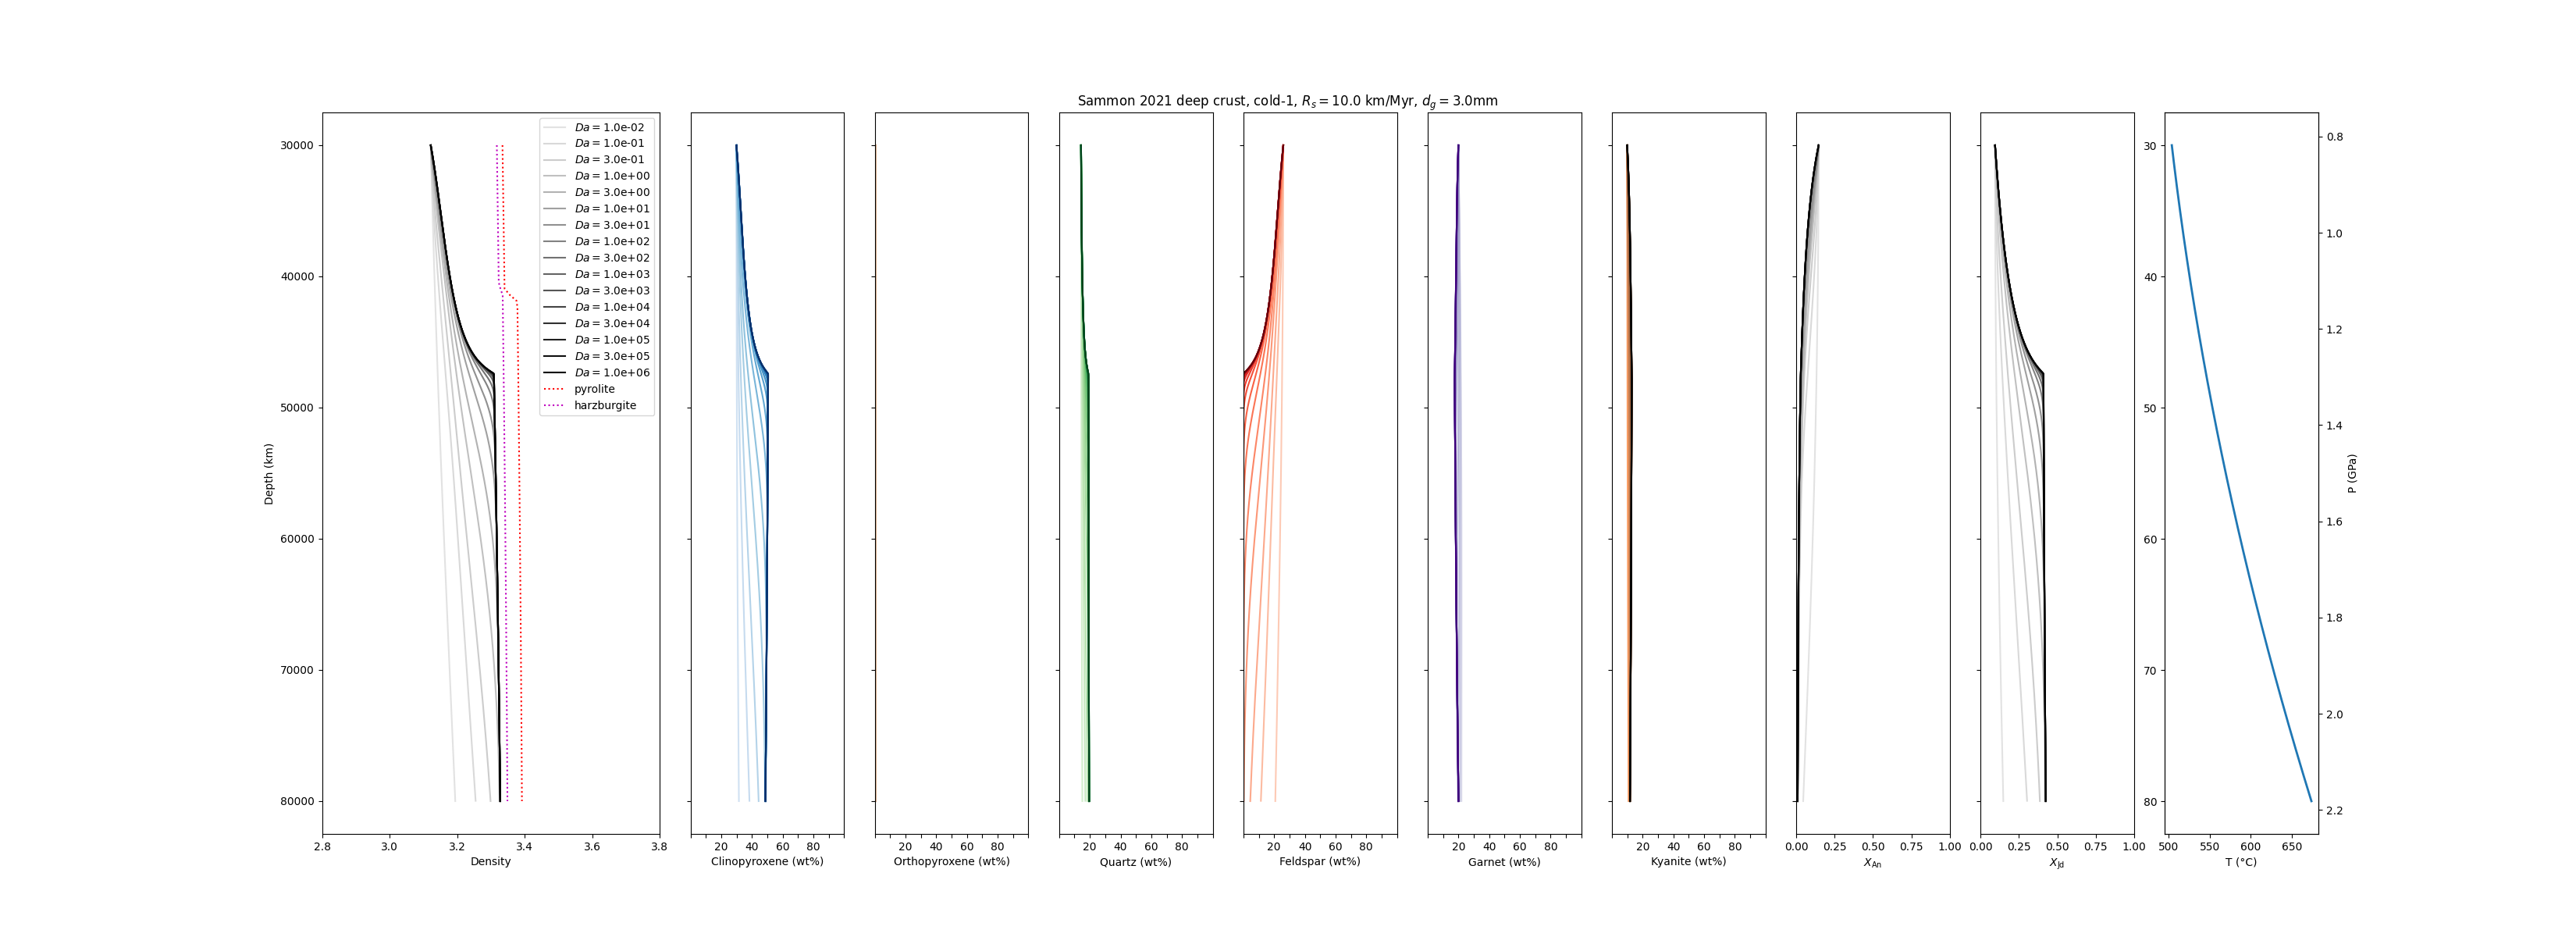 Sammon 2021 deep crust, cold-1, R_s = 10.0 km/Myr, d_g = 3.0mm
Da = 1.0e-02
Da = 1.0e-01
Da = 3.0e-01
Da = 1.0e+00
Da = 3.0e+00
Da = 1.0e+01
Da = 3.0e+01
Da = 1.0e+02
Da = 3.0e+02
Da = 1.0e+03
Da = 3.0e+03
Da = 1.0e+04
Da = 3.0e+04
Da = 1.0e+05
Da = 3.0e+05
Da = 1.0e+06
pyrolite
harzburgite
Depth (km)
30000
40000
50000
60000
70000
80000
2.8 3.0 3.2 3.4 3.6 3.8
Density
20 40 60 80
Clinopyroxene (wt%)
20 40 60 80
Orthopyroxene (wt%)
20 40 60 80
Quartz (wt%)
20 40 60 80
Feldspar (wt%)
20 40 60 80
Garnet (wt%)
20 40 60 80
Kyanite (wt%)
0.00 0.25 0.50 0.75 1.00
X_An
0.00 0.25 0.50 0.75 1.00
X_Jd
30
40
50
60
70
80
500 550 600 650
T (°C)
0.8
1.0
1.2
1.4
1.6
1.8
2.0
2.2
P (GPa)